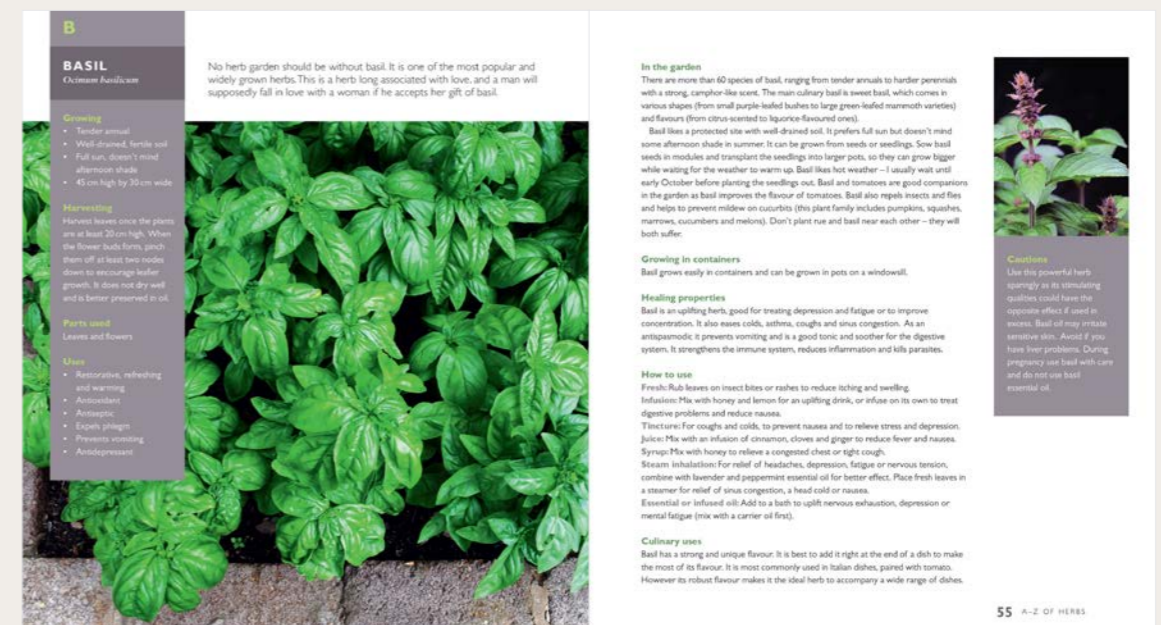 B
BASIL
Ocimum basilicum
Growing
• Tender annual
• Well-drained, fertile soil
• Full sun, doesn't mind
afternoon shade
• 45 cm high by 30 cm wide
Harvesting
Harvest leaves once the plants
are at least 20 cm high. When
the flower buds form, pinch
them off at least two nodes
down to encourage leafier
growth. It does not dry well
and is better preserved in oil.
Parts used
Leaves and flowers
Uses
• Restorative, refreshing
and warming
• Antioxidant
• Antiseptic
• Expels phlegm
• Prevents vomiting
• Antidepressant
No herb garden should be without basil. It is one of the most popular and
widely grown herbs. This is a herb long associated with love, and a man will
supposedly fall in love with a woman if he accepts her gift of basil.
In the garden
There are more than 60 species of basil, ranging from tender annuals to hardier perennials
with a strong, camphor-like scent. The main culinary basil is sweet basil, which comes in
various shapes (from small purple-leafed bushes to large green-leafed mammoth varieties)
and flavours (from citrus-scented to liquorice-flavoured ones).
Basil likes a protected site with well-drained soil. It prefers full sun but doesn't mind
some afternoon shade in summer. It can be grown from seeds or seedlings. Sow basil
seeds in modules and transplant the seedlings into larger pots, so they can grow bigger
while waiting for the weather to warm up. Basil likes hot weather – I usually wait until
early October before planting the seedlings out. Basil and tomatoes are good companions
in the garden as basil improves the flavour of tomatoes. Basil also repels insects and flies
and helps to prevent mildew on cucurbits (this plant family includes pumpkins, squashes,
marrows, cucumbers and melons). Don't plant rue and basil near each other – they will
both suffer.
Growing in containers
Basil grows easily in containers and can be grown in pots on a windowsill.
Healing properties
Basil is an uplifting herb, good for treating depression and fatigue or to improve
concentration. It also eases colds, asthma, coughs and sinus congestion. As an
antispasmodic it prevents vomiting and is a good tonic and soother for the digestive
system. It strengthens the immune system, reduces inflammation and kills parasites.
How to use
Fresh: Rub leaves on insect bites or rashes to reduce itching and swelling.
Infusion: Mix with honey and lemon for an uplifting drink, or infuse on its own to treat
digestive problems and reduce nausea.
Tincture: For coughs and colds, to prevent nausea and to relieve stress and depression.
Juice: Mix with an infusion of cinnamon, cloves and ginger to reduce fever and nausea.
Syrup: Mix with honey to relieve a congested chest or tight cough.
Steam inhalation: For relief of headaches, depression, fatigue or nervous tension,
combine with lavender and peppermint essential oil for better effect. Place fresh leaves in
a steamer for relief of sinus congestion, a head cold or nausea.
Essential or infused oil: Add to a bath to uplift nervous exhaustion, depression or
mental fatigue (mix with a carrier oil first).
Culinary uses
Basil has a strong and unique flavour. It is best to add it right at the end of a dish to make
the most of its flavour. It is most commonly used in Italian dishes, paired with tomato.
However its robust flavour makes it the ideal herb to accompany a wide range of dishes.
Cautions
Use this powerful herb
sparingly as its stimulating
qualities could have the
opposite effect if used in
excess. Basil oil may irritate
sensitive skin. Avoid if you
have liver problems. During
pregnancy use basil with care
and do not use basil
essential oil.
55 A–Z OF HERBS